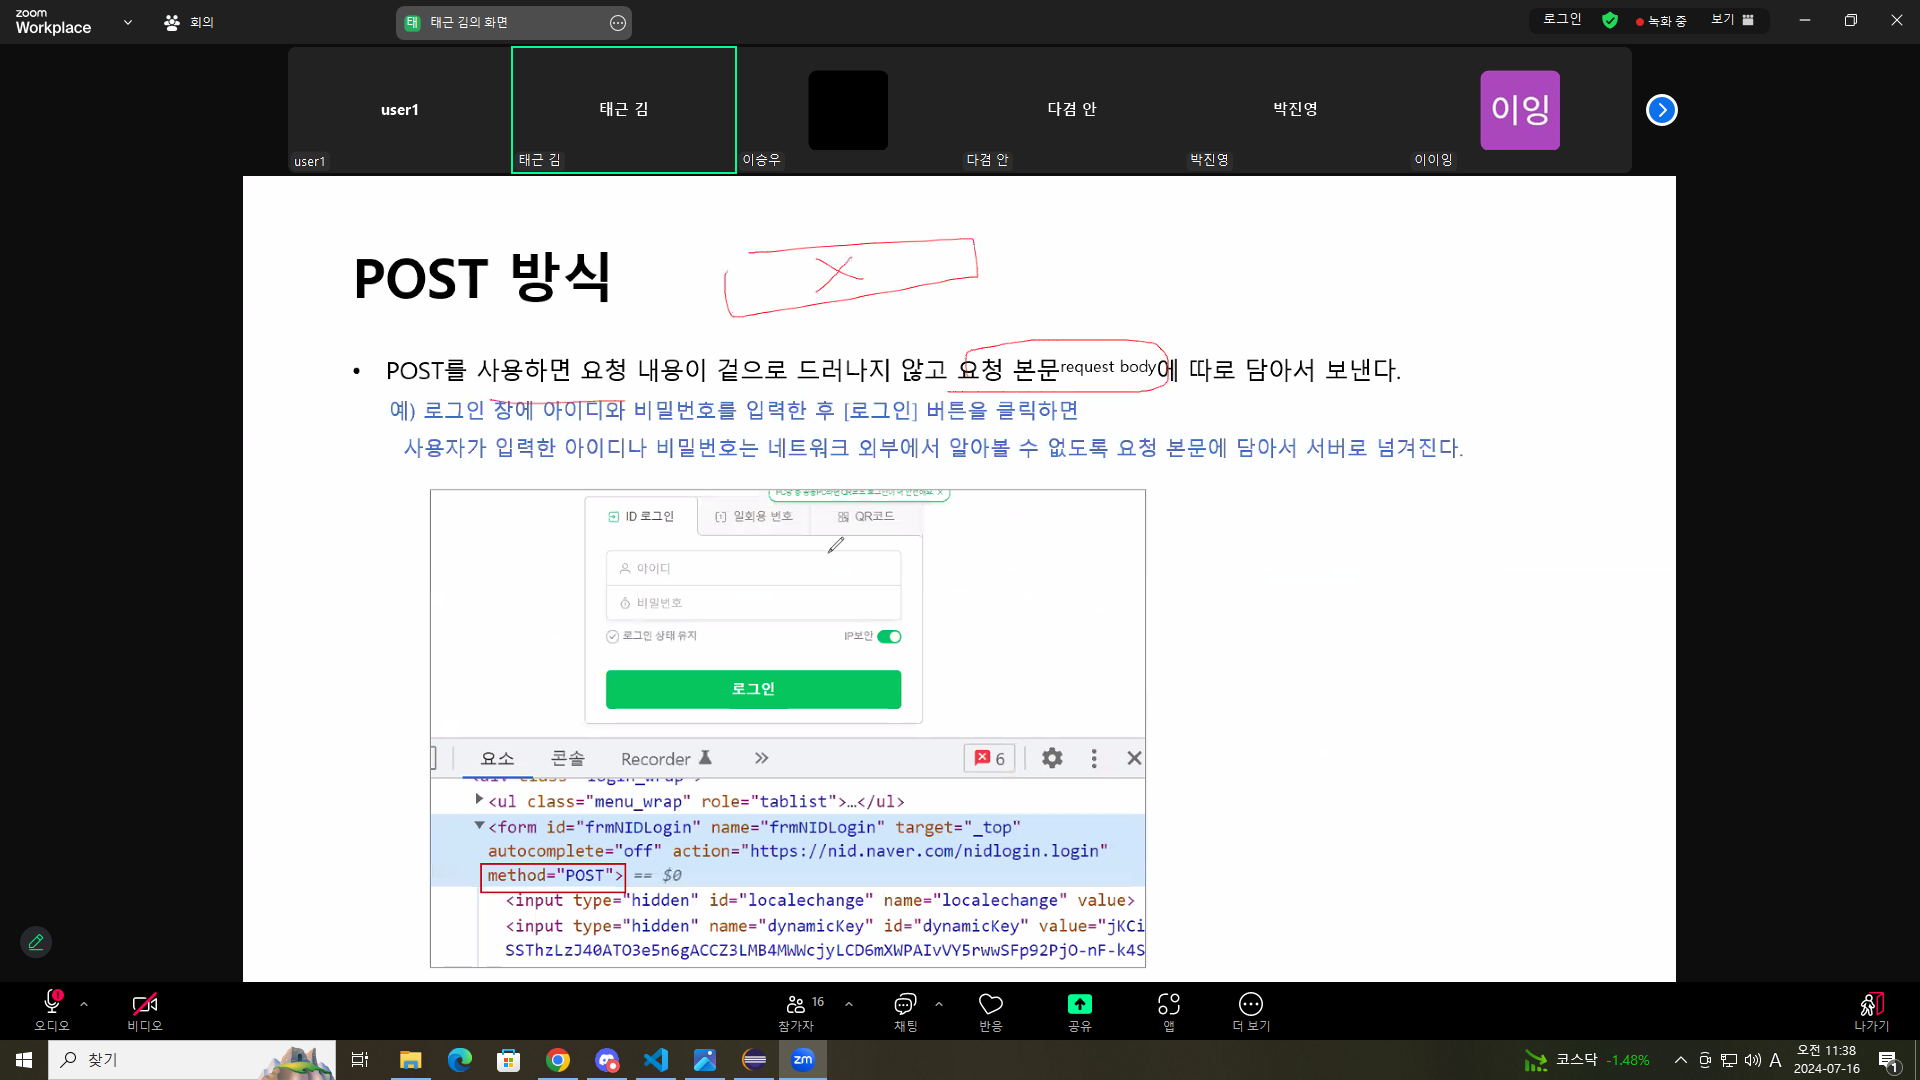 zoom
Workplace
회의
태 태근 김의 화면
로그인
녹화 중
보기
user1
태근 김
다겸 안
박진영
이잉
user1
태근 김
이승우
다겸 안
박진영
이이잉
POST 방식
• POST를 사용하면 요청 내용이 겉으로 드러나지 않고 요청 본문request body에 따로 담아서 보낸다.
예) 로그인 창에 아이디와 비밀번호를 입력한 후 [로그인] 버튼을 클릭하면
사용자가 입력한 아이디나 비밀번호는 네트워크 외부에서 알아볼 수 없도록 요청 본문에 담아서 서버로 넘겨진다.
ID 로그인
일회용 번호
QR코드
아이디
비밀번호
로그인 상태 유지
IP보안
로그인
요소
콘솔
Recorder
6
<ul class="menu_wrap" role="tablist">…</ul>
<form id="frmNIDLogin" name="frmNIDLogin" target="_top"
autocomplete="off" action="https://nid.naver.com/nidlogin.login"
method="POST"> == $0
<input type="hidden" id="localechange" name="localechange" value>
<input type="hidden" name="dynamicKey" id="dynamicKey" value="jKCi
SSThzLzJ40ATO3e5n6gACCZ3LMB4MWWcjyLCD6mXWPAIvVY5rwwSFp92PjO-nF-k4S
오디오
비디오
16
참가자
채팅
반응
공유
앱
더 보기
나가기
찾기
zm
코스닥 -1.48%
A
오전 11:38
2024-07-16
1